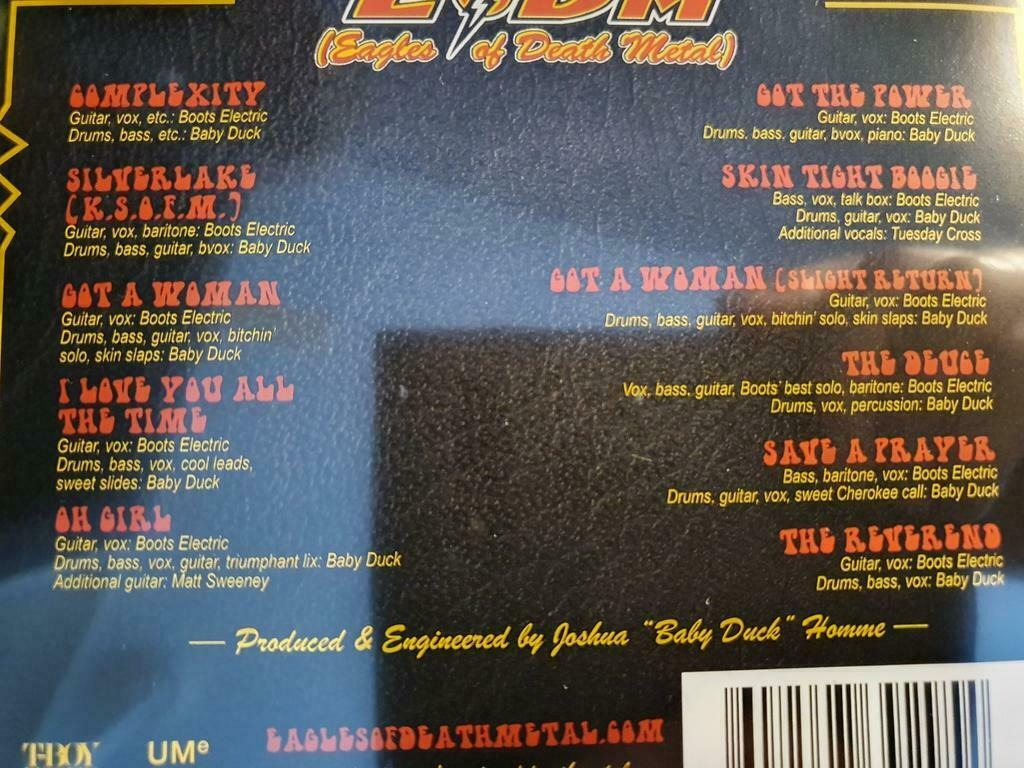 EODM
(Eagles of Death Metal)
COMPLEXITY
Guitar, vox, etc.: Boots Electric
Drums, bass, etc.: Baby Duck
SILVERLAKE
(K.S.O.F.M.)
Guitar, vox, baritone: Boots Electric
Drums, bass, guitar, bvox: Baby Duck
GOT A WOMAN
Guitar, vox: Boots Electric
Drums, bass, guitar, vox, bitchin'
solo, skin slaps: Baby Duck
I LOVE YOU ALL
THE TIME
Guitar, vox: Boots Electric
Drums, bass, vox, cool leads,
sweet slides: Baby Duck
OH GIRL
Guitar, vox: Boots Electric
Drums, bass, vox, guitar, triumphant lix: Baby Duck
Additional guitar: Matt Sweeney
GOT THE POWER
Guitar, vox: Boots Electric
Drums, bass, guitar, bvox, piano: Baby Duck
SKIN TIGHT BOOGIE
Bass, vox, talk box: Boots Electric
Drums, guitar, vox: Baby Duck
Additional vocals: Tuesday Cross
GOT A WOMAN (SLIGHT RETURN)
Guitar, vox: Boots Electric
Drums, bass, guitar, vox, bitchin' solo, skin slaps: Baby Duck
THE DEUCE
Vox, bass, guitar, Boots' best solo, baritone: Boots Electric
Drums, vox, percussion: Baby Duck
SAVE A PRAYER
Bass, baritone, vox: Boots Electric
Drums, guitar, vox, sweet Cherokee call: Baby Duck
THE REVEREND
Guitar, vox: Boots Electric
Drums, bass, vox: Baby Duck
— Produced & Engineered by Joshua "Baby Duck" Homme —
EAGLESOFDEATHMETAL.COM
T-BOY UMe